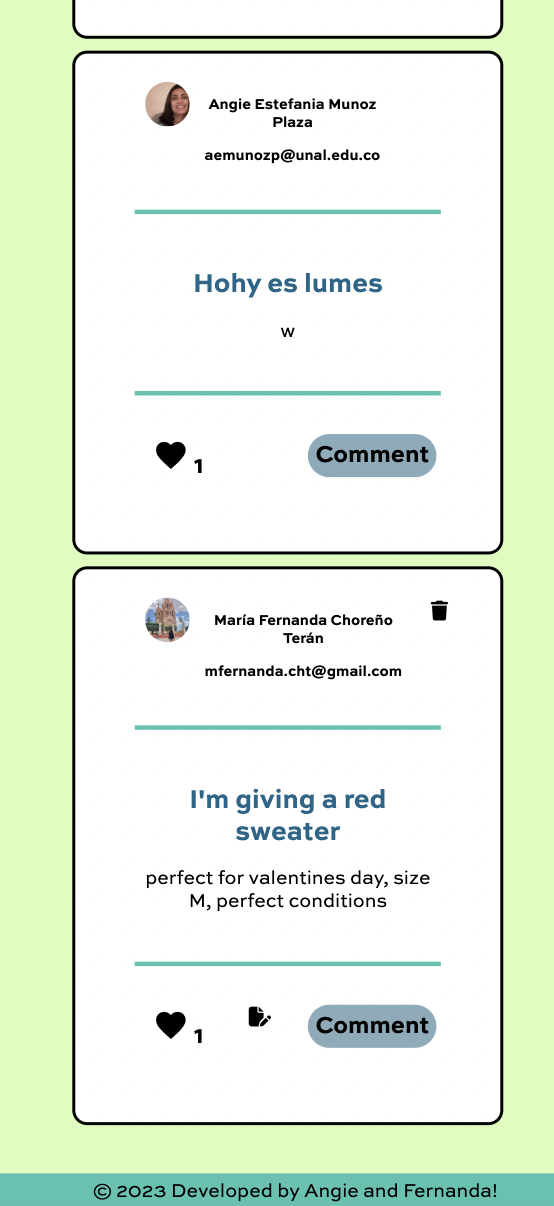 Angie Estefania Munoz
Plaza
aemunozp@unal.edu.co
Hohy es lumes
w
1
Comment
María Fernanda Choreño
Terán
mfernanda.cht@gmail.com
I'm giving a red
sweater
perfect for valentines day, size
M, perfect conditions
1
Comment
© 2023 Developed by Angie and Fernanda!